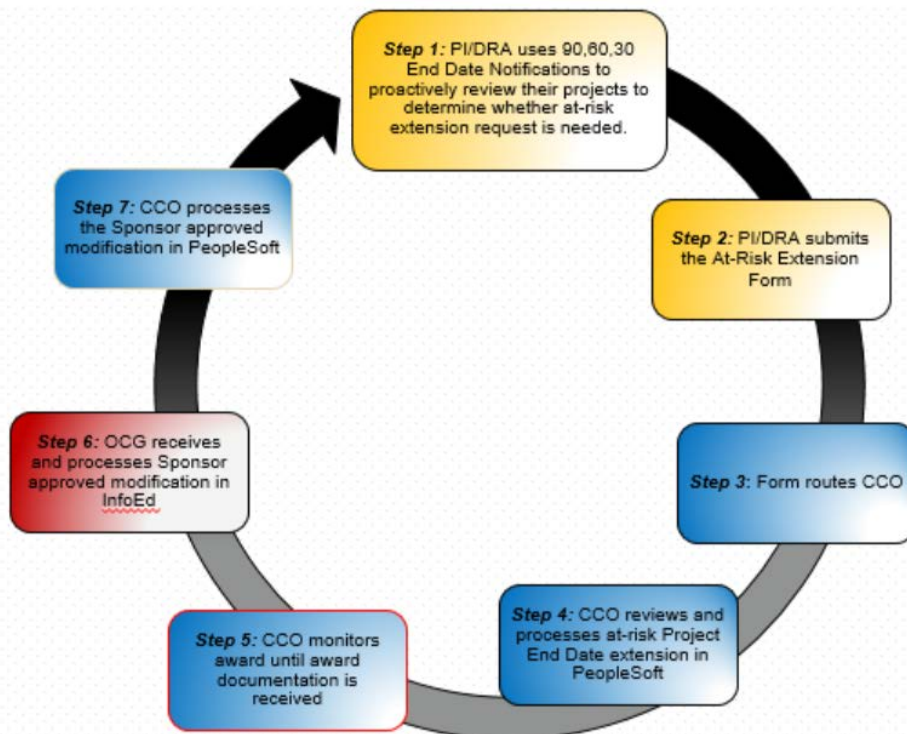 Step 1: PI/DRA uses 90,60,30
End Date Notifications to
proactively review their projects to
determine whether at-risk
extension request is needed.
Step 2: PI/DRA submits
the At-Risk Extension
Form
Step 3: Form routes CCO
Step 4: CCO reviews and
processes at-risk Project
End Date extension in
PeopleSoft
Step 5: CCO monitors
award until award
documentation is
received
Step 6: OCG receives
and processes Sponsor
approved modification in
InfoEd
Step 7: CCO processes
the Sponsor approved
modification in PeopleSoft